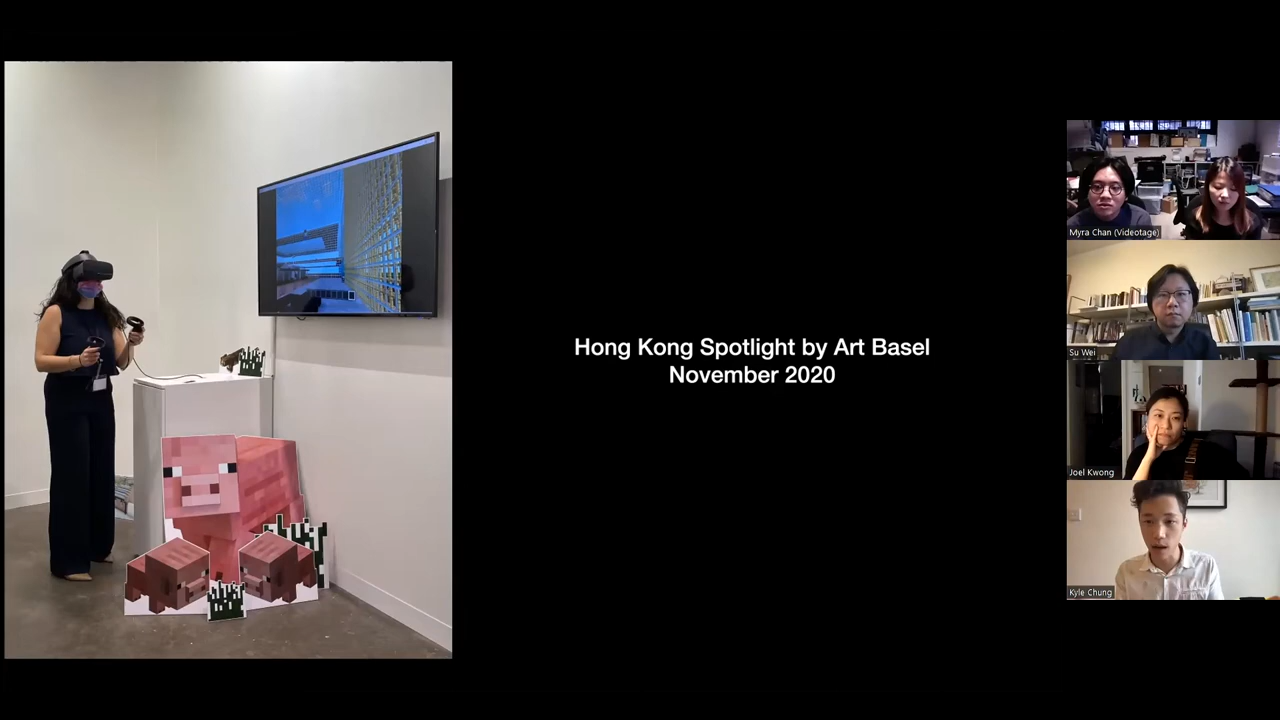 Hong Kong Spotlight by Art Basel
November 2020
Myra Chan (Videotage)
Su Wei
Joel Kwong
Kyle Chung